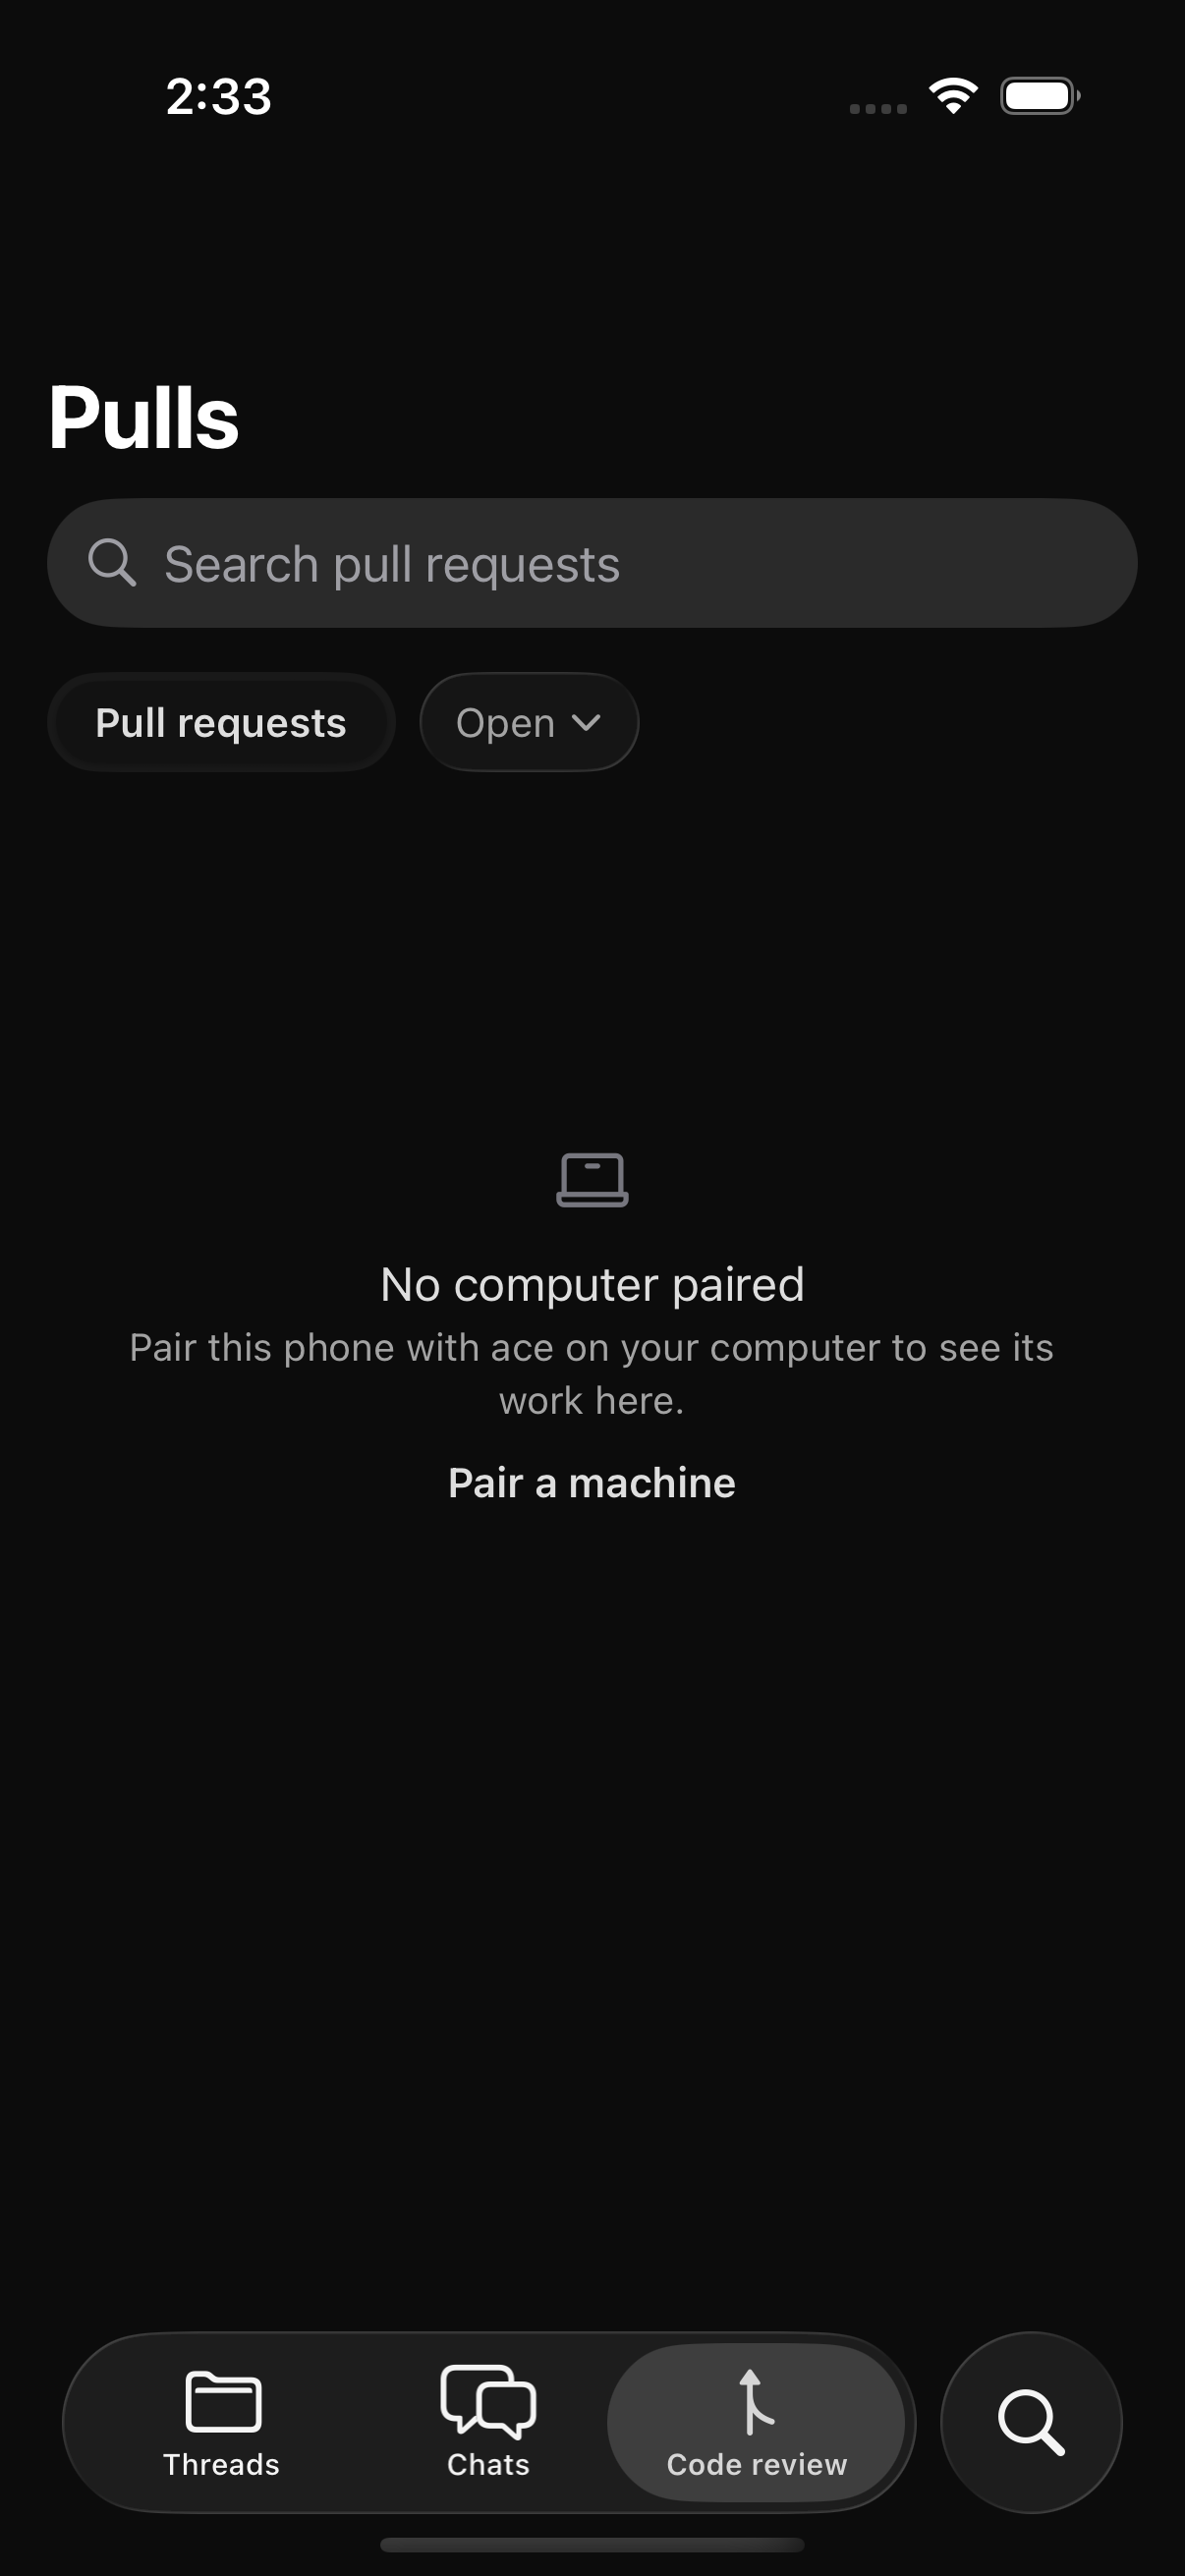 2:33
Pulls
Search pull requests
Pull requests
Open
No computer paired
Pair this phone with ace on your computer to see its
work here.
Pair a machine
Threads
Chats
Code review